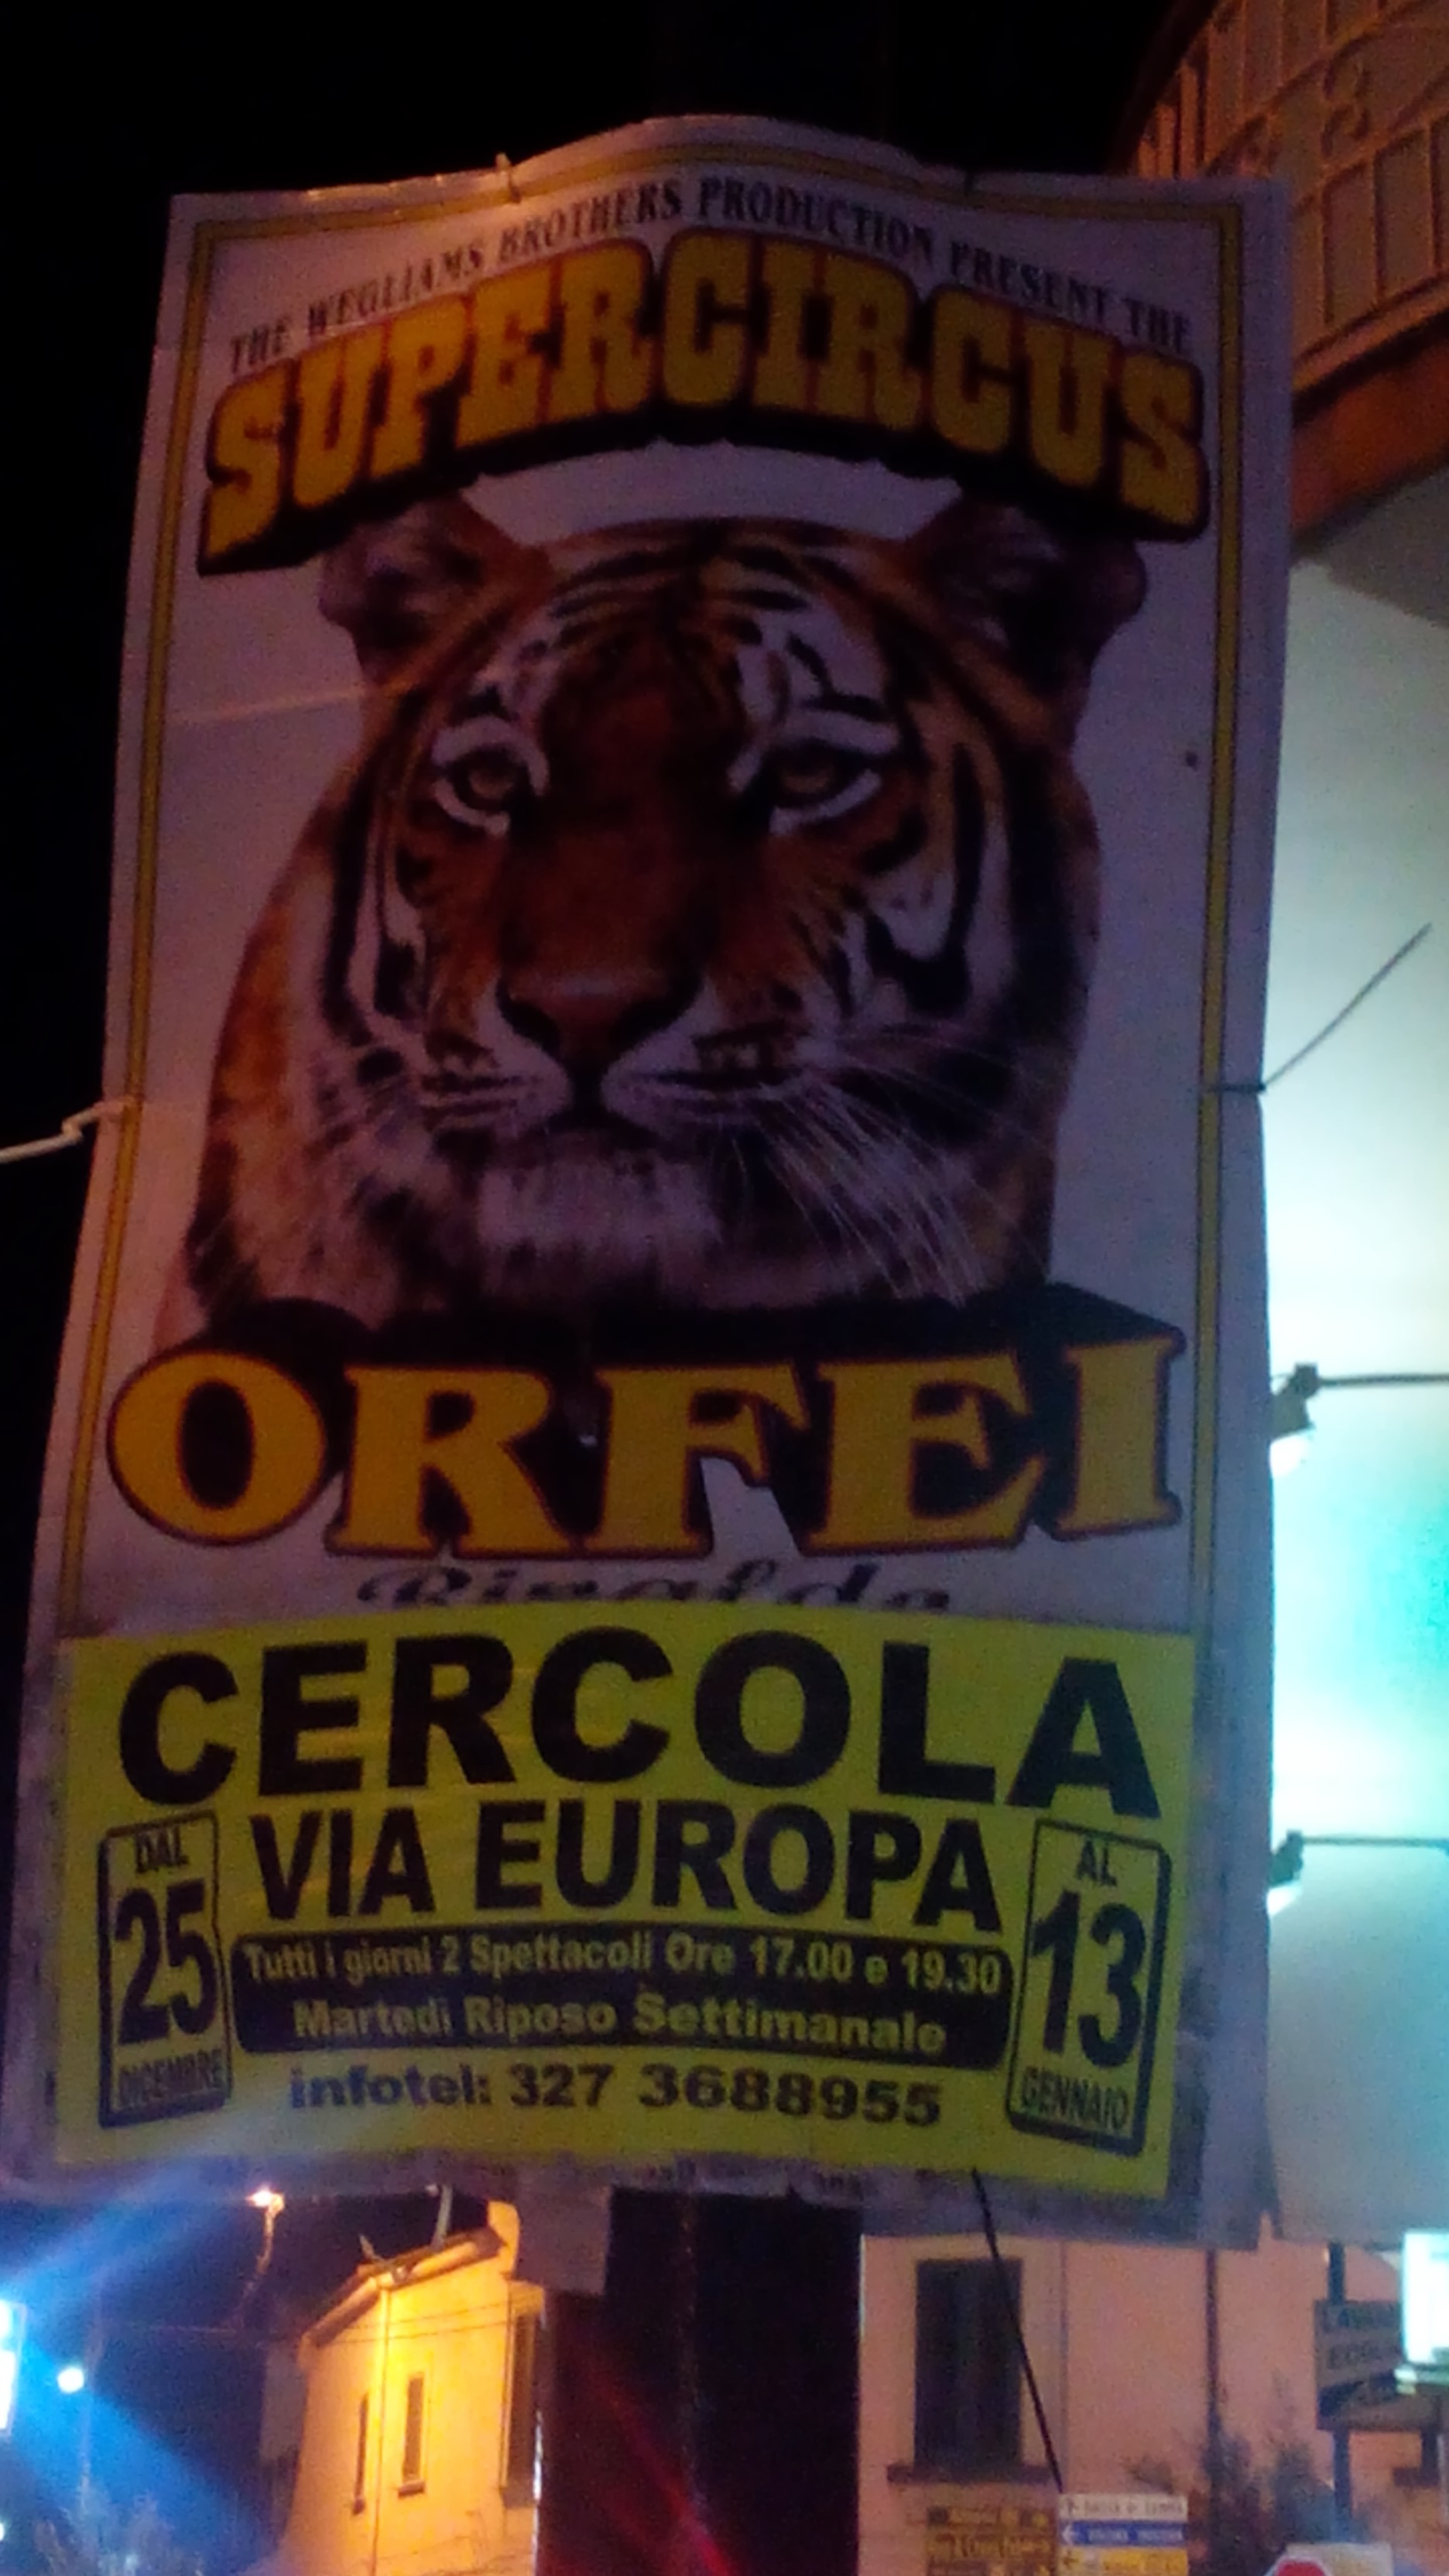 THE WEGLIAMS BROTHERS PRODUCTION PRESENT THE
SUPERCIRCUS
ORFEI
Rinaldo
CERCOLA
VIA EUROPA
DAL
25
DICEMBRE
Tutti i giorni 2 Spettacoli Ore 17.00 e 19.30
Martedì Riposo Settimanale
AL
13
GENNAIO
infotel: 327 3688955